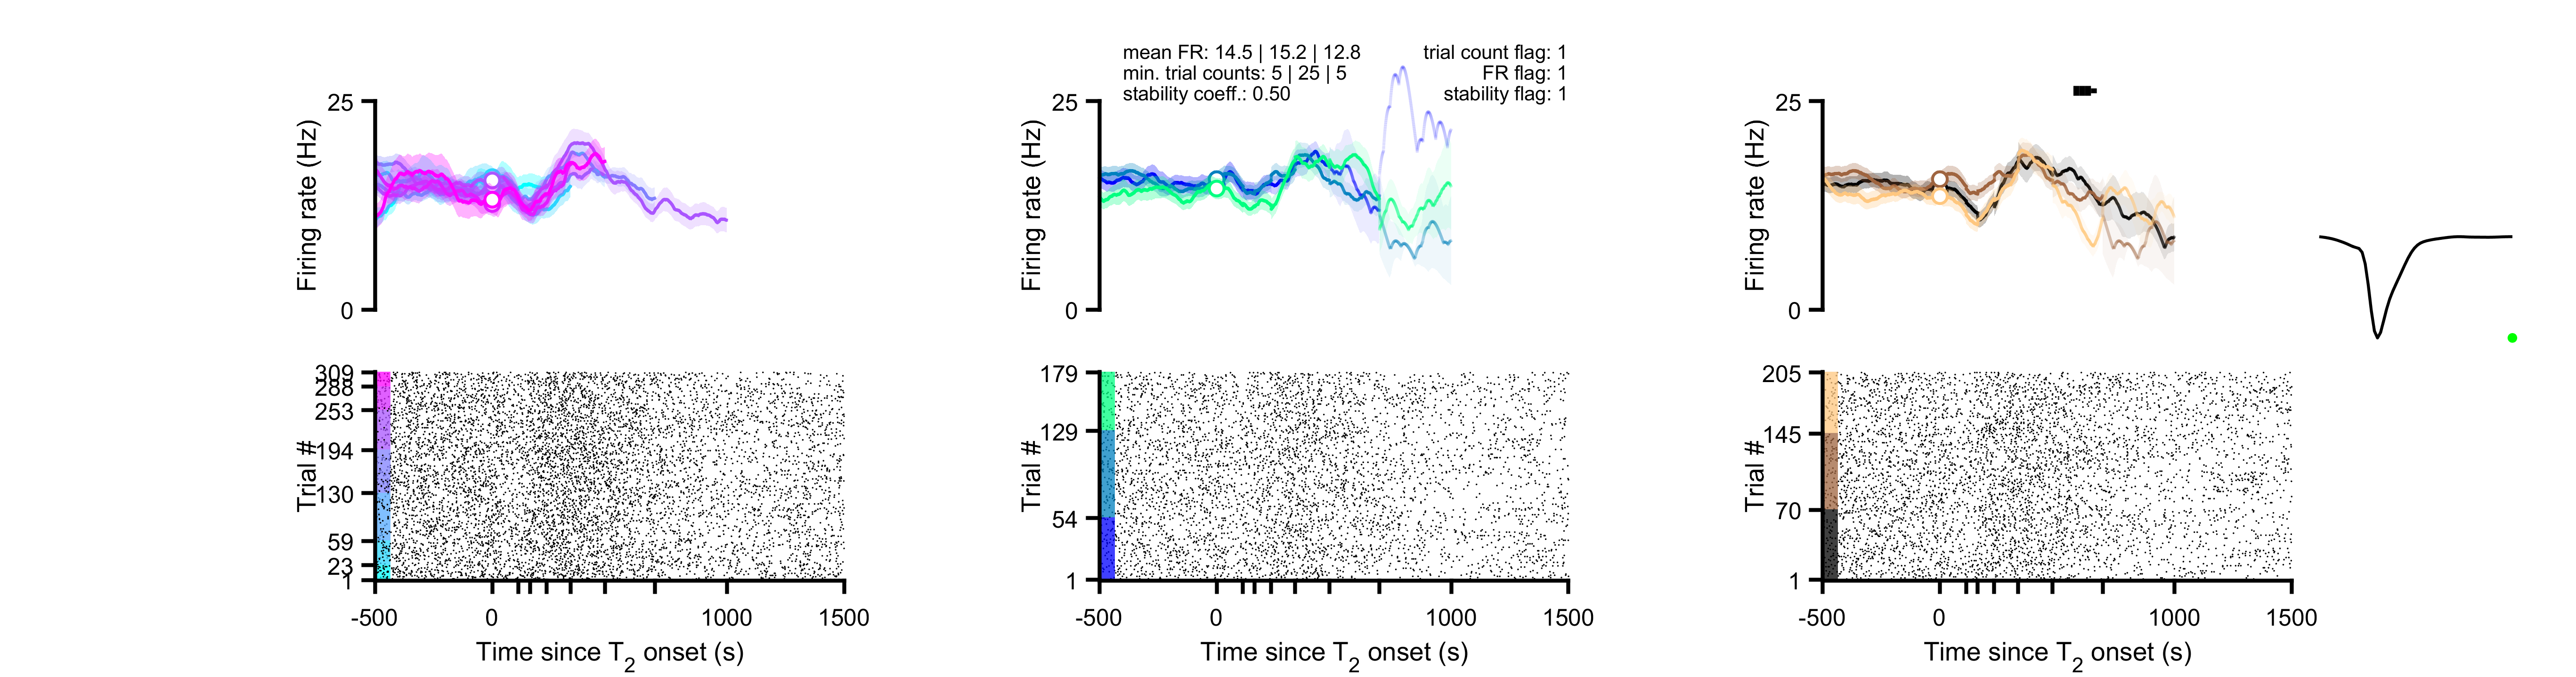 mean FR: 14.5 | 15.2 | 12.8
min. trial counts: 5 | 25 | 5
stability coeff.: 0.50
trial count flag: 1
FR flag: 1
stability flag: 1
25
Firing rate (Hz)
0
25
Firing rate (Hz)
0
25
Firing rate (Hz)
0
309
288
253
194
130
59
23
1
Trial #
-500
0
1000
1500
Time since T2 onset (s)
179
129
54
1
Trial #
-500
0
1000
1500
Time since T2 onset (s)
205
145
70
1
Trial #
-500
0
1000
1500
Time since T2 onset (s)